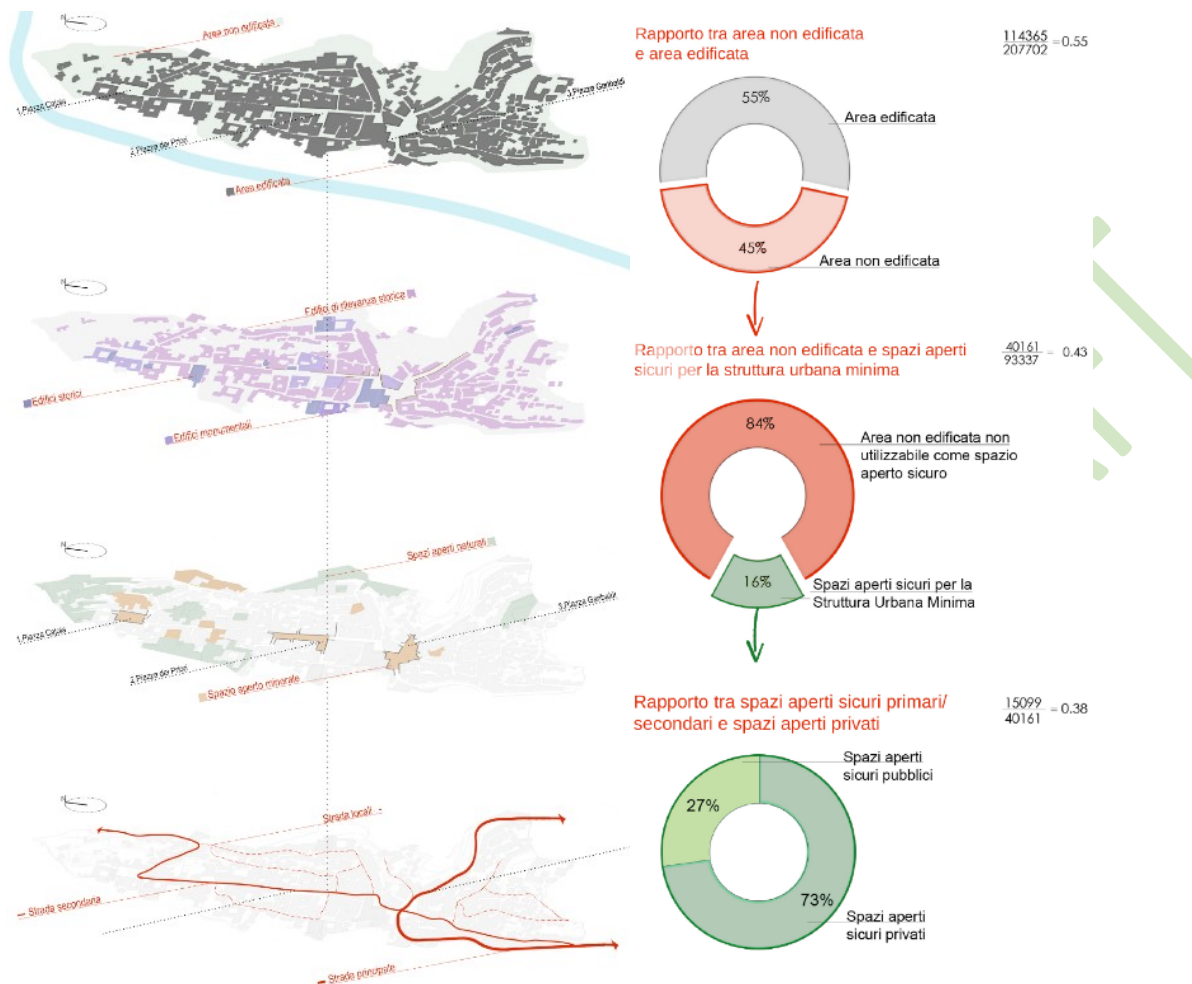 N
Area non edificata
1.Piazza Capas
2.Piazza dei Priori
3.Piazza Garibaldi
Area edificata
N
Edifici di rilevanza storica
Edifici storici
Edifici monumentali
N
Spazi aperti naturali
1.Piazza Capas
2.Piazza dei Priori
3.Piazza Garibaldi
Spazio aperto minerale
N
Strada locali
Strada secondaria
Strada principale
Rapporto tra area non edificata
e area edificata
114365
207702
=0.55
55%
Area edificata
45%
Area non edificata
Rapporto tra area non edificata e spazi aperti
sicuri per la struttura urbana minima
40161
93337
= 0.43
84%
Area non edificata non
utilizzabile come spazio
aperto sicuro
16%
Spazi aperti sicuri per la
Struttura Urbana Minima
Rapporto tra spazi aperti sicuri primari/
secondari e spazi aperti privati
15099
40161
=0.38
Spazi aperti
sicuri pubblici
27%
73%
Spazi aperti
sicuri privati